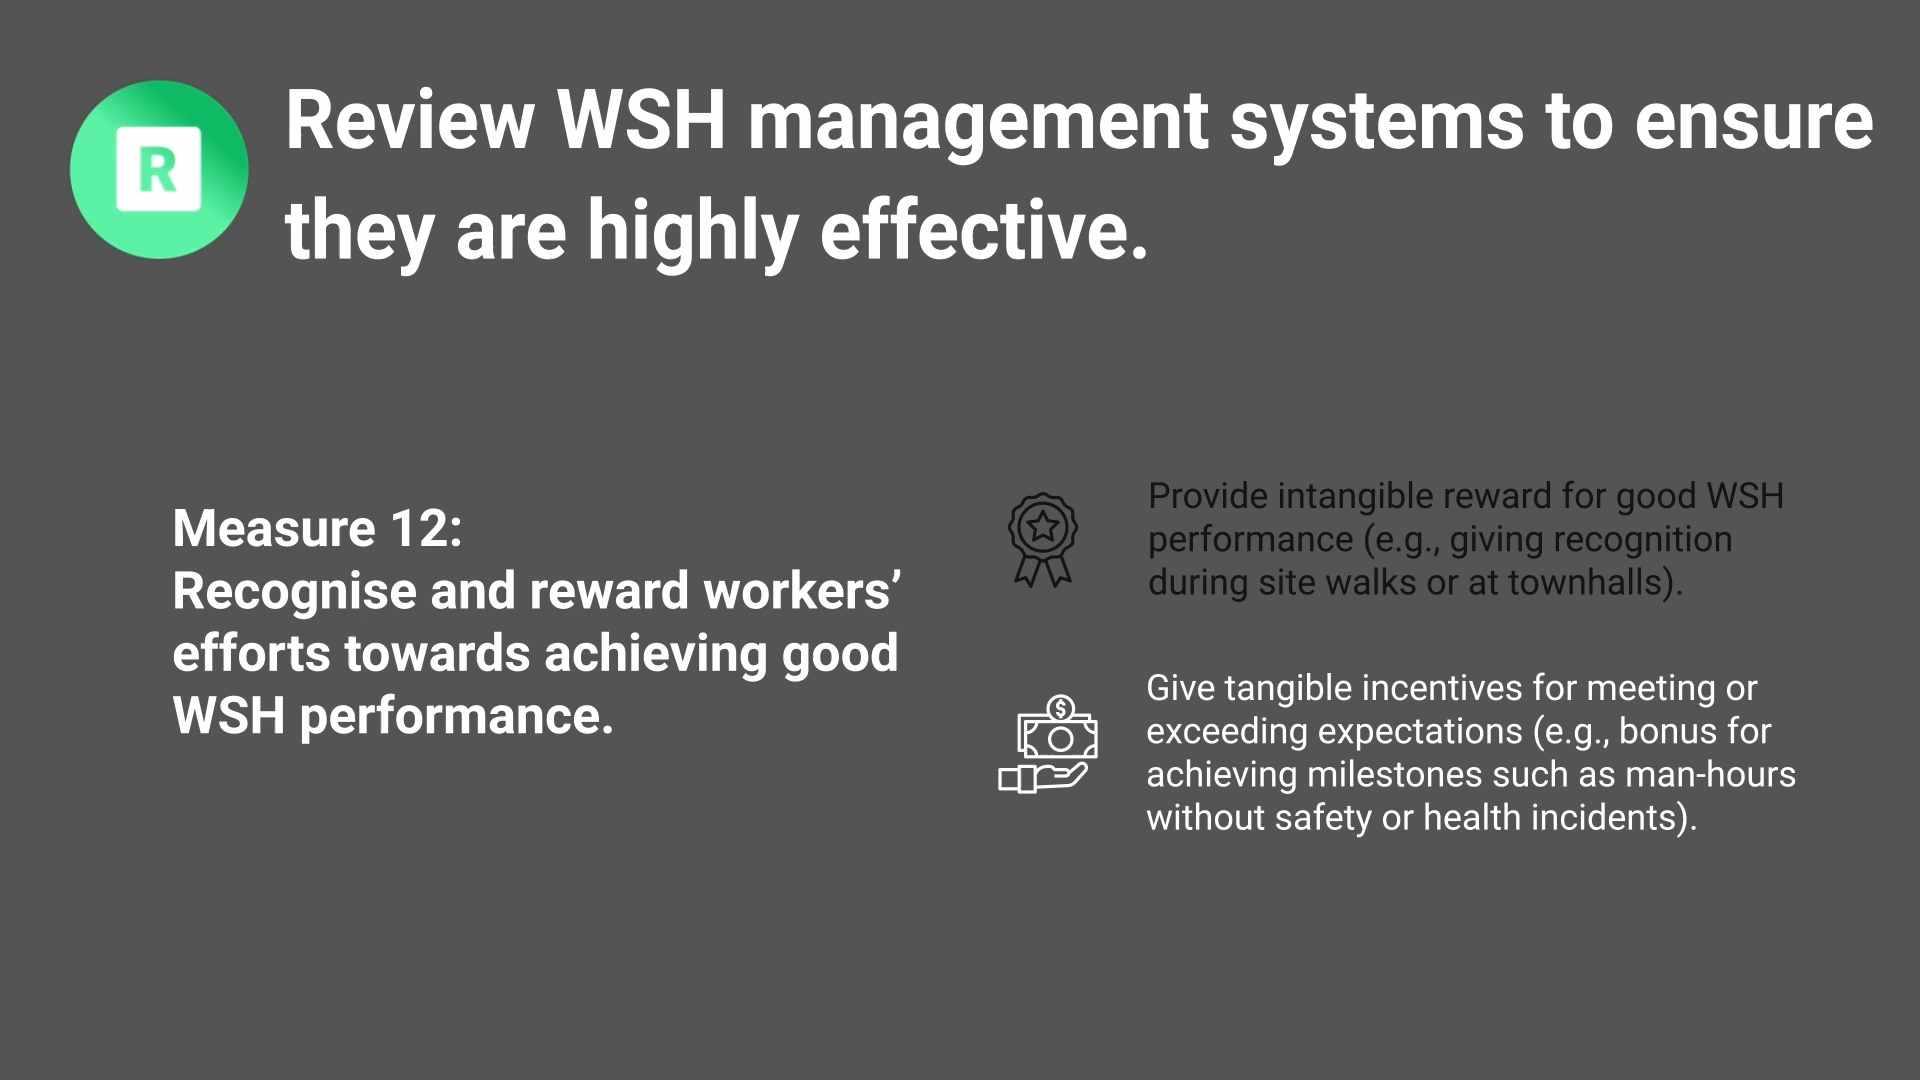 R
Review WSH management systems to ensure
they are highly effective.
Measure 12:
Recognise and reward workers’
efforts towards achieving good
WSH performance.
Provide intangible reward for good WSH
performance (e.g., giving recognition
during site walks or at townhalls).
$
Give tangible incentives for meeting or
exceeding expectations (e.g., bonus for
achieving milestones such as man-hours
without safety or health incidents).